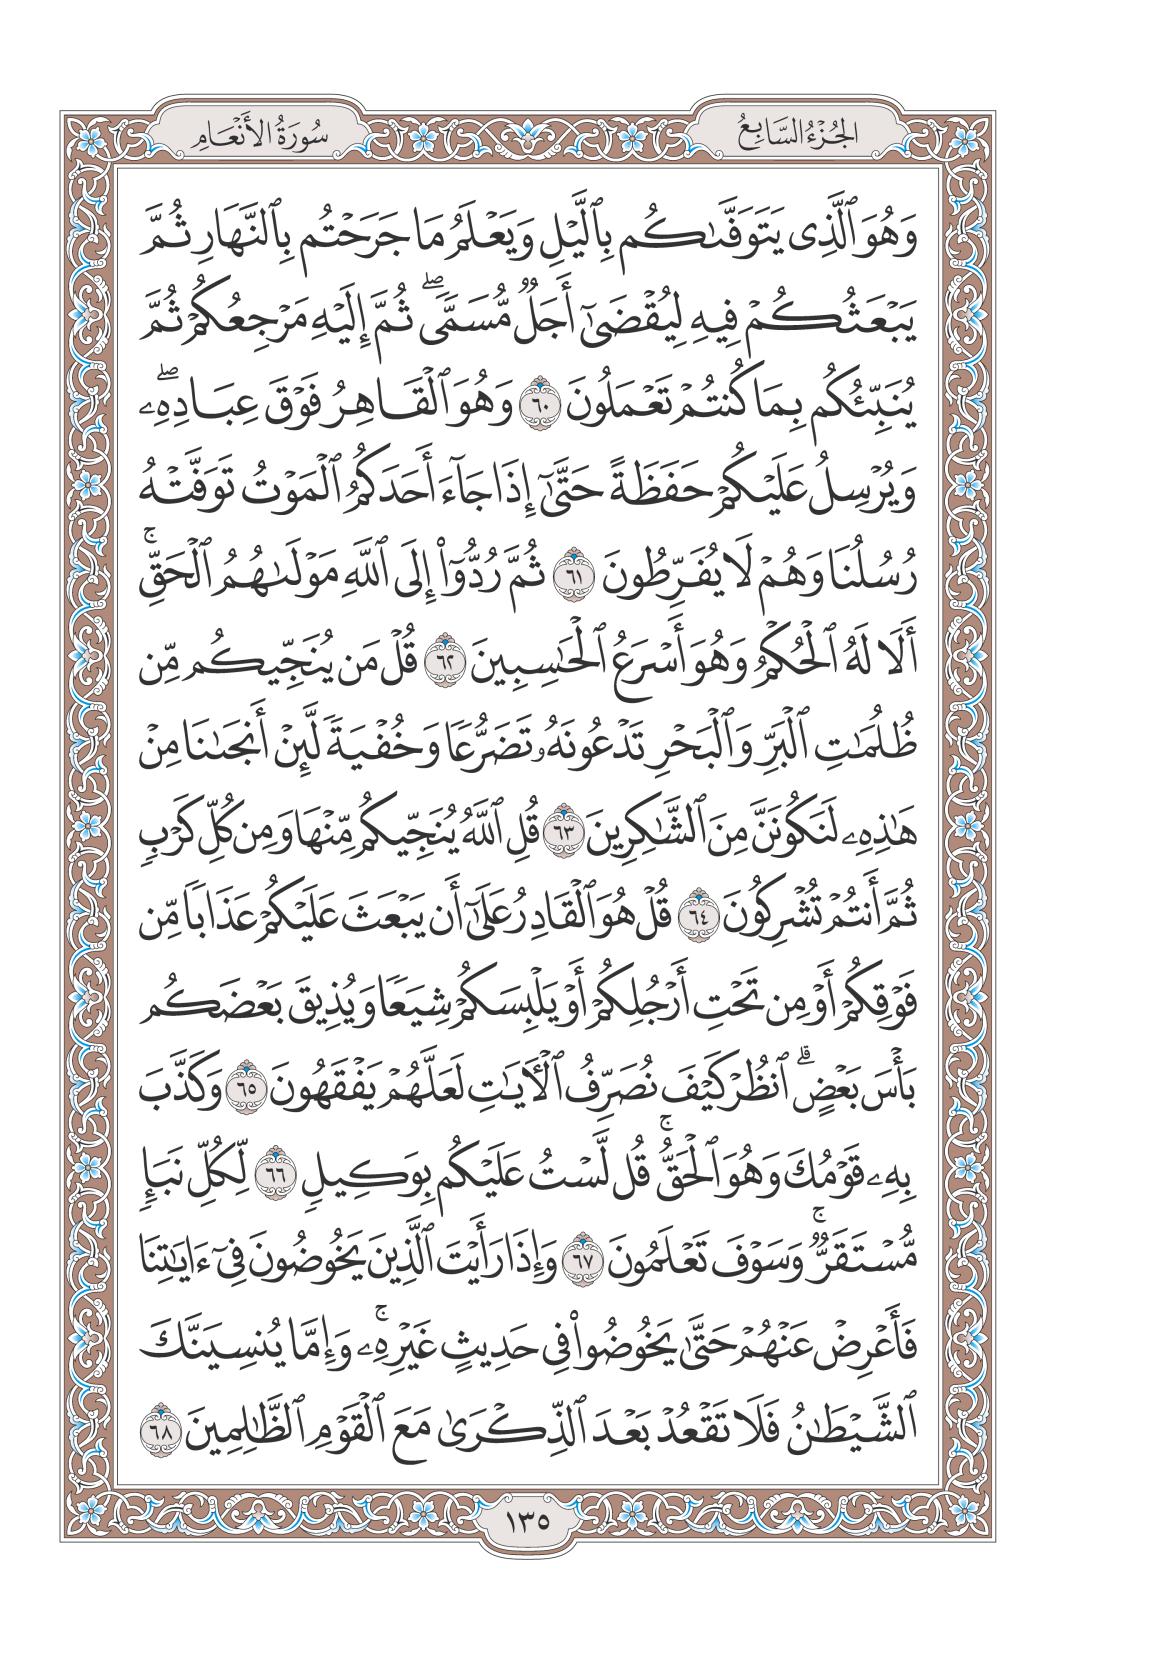 الجُزْءُ السَّابِعُ
سُورَةُ الأَنْعَامِ
وَهُوَ ٱلَّذِى يَتَوَفَّىٰكُم بِٱلَّيْلِ وَيَعْلَمُ مَا جَرَحْتُم بِٱلنَّهَارِ ثُمَّ
يَبْعَثُكُمْ فِيهِ لِيُقْضَىٰٓ أَجَلٌ مُّسَمًّىۖ ثُمَّ إِلَيْهِ مَرْجِعُكُمْ ثُمَّ
يُنَبِّئُكُم بِمَا كُنتُمْ تَعْمَلُونَ ٦٠ وَهُوَ ٱلْقَاهِرُ فَوْقَ عِبَادِهِۦۖ
وَيُرْسِلُ عَلَيْكُمْ حَفَظَةً حَتَّىٰٓ إِذَا جَآءَ أَحَدَكُمُ ٱلْمَوْتُ تَوَفَّتْهُ
رُسُلُنَا وَهُمْ لَا يُفَرِّطُونَ ٦١ ثُمَّ رُدُّوٓا۟ إِلَى ٱللَّهِ مَوْلَىٰهُمُ ٱلْحَقِّۚ
أَلَا لَهُ ٱلْحُكْمُ وَهُوَ أَسْرَعُ ٱلْحَـٰسِبِينَ ٦٢ قُلْ مَن يُنَجِّيكُم مِّن
ظُلُمَـٰتِ ٱلْبَرِّ وَٱلْبَحْرِ تَدْعُونَهُۥ تَضَرُّعًا وَخُفْيَةً لَّئِنْ أَنجَىٰنَا مِنْ
هَـٰذِهِۦ لَنَكُونَنَّ مِنَ ٱلشَّـٰكِرِينَ ٦٣ قُلِ ٱللَّهُ يُنَجِّيكُم مِّنْهَا وَمِن كُلِّ كَرْبٍ
ثُمَّ أَنتُمْ تُشْرِكُونَ ٦٤ قُلْ هُوَ ٱلْقَادِرُ عَلَىٰٓ أَن يَبْعَثَ عَلَيْكُمْ عَذَابًا مِّن
فَوْقِكُمْ أَوْ مِن تَحْتِ أَرْجُلِكُمْ أَوْ يَلْبِسَكُمْ شِيَعًا وَيُذِيقَ بَعْضَكُم
بَأْسَ بَعْضٍۗ ٱنظُرْ كَيْفَ نُصَرِّفُ ٱلْـَٔايَـٰتِ لَعَلَّهُمْ يَفْقَهُونَ ٦٥ وَكَذَّبَ
بِهِۦ قَوْمُكَ وَهُوَ ٱلْحَقُّۚ قُل لَّسْتُ عَلَيْكُم بِوَكِيلٍ ٦٦ لِّكُلِّ نَبَإٍ
مُّسْتَقَرٌّۚ وَسَوْفَ تَعْلَمُونَ ٦٧ وَإِذَا رَأَيْتَ ٱلَّذِينَ يَخُوضُونَ فِىٓ ءَايَـٰتِنَا
فَأَعْرِضْ عَنْهُمْ حَتَّىٰ يَخُوضُوا۟ فِى حَدِيثٍ غَيْرِهِۦۚ وَإِمَّا يُنسِيَنَّكَ
ٱلشَّيْطَـٰنُ فَلَا تَقْعُدْ بَعْدَ ٱلذِّكْرَىٰ مَعَ ٱلْقَوْمِ ٱلظَّـٰلِمِينَ ٦٨
١٣٥